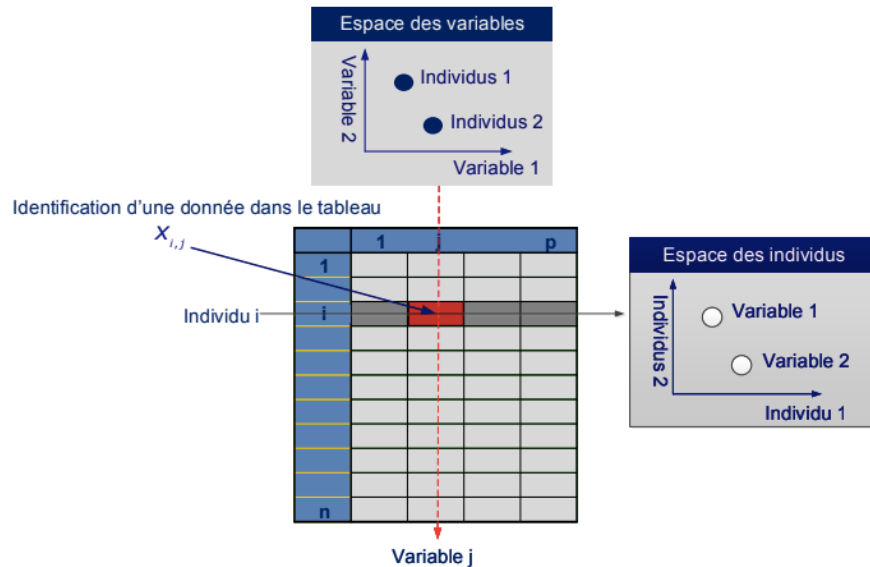 Espace des variables
Variable 2
Individus 1
Individus 2
Variable 1
Identification d'une donnée dans le tableau
x i,j
1 j p
1
Individu i
i
n
Variable j
Espace des individus
Individus 2
Variable 1
Variable 2
Individu 1